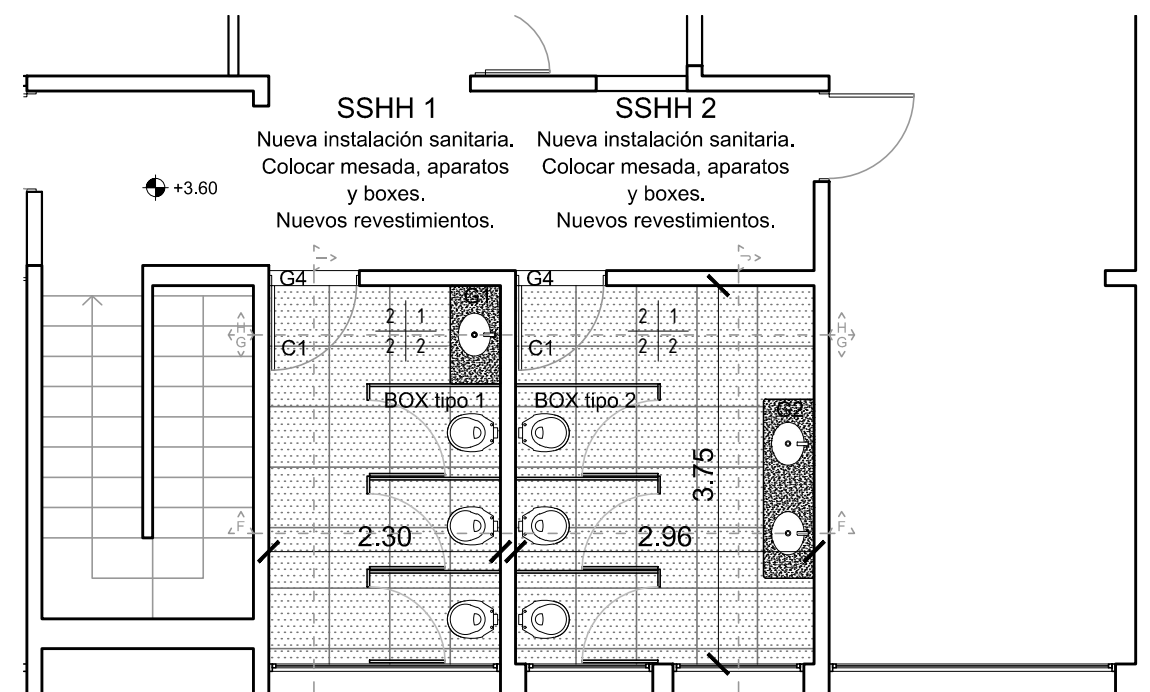 SSHH 1
Nueva instalación sanitaria.
Colocar mesada, aparatos
y boxes.
Nuevos revestimientos.
SSHH 2
Nueva instalación sanitaria.
Colocar mesada, aparatos
y boxes.
Nuevos revestimientos.
+3.60
I
J
G4
G4
G1
2 1
2 2
2 1
2 2
H
G
H
G
C1
C1
BOX tipo 1
BOX tipo 2
G2
3.75
F
F
2.30
2.96